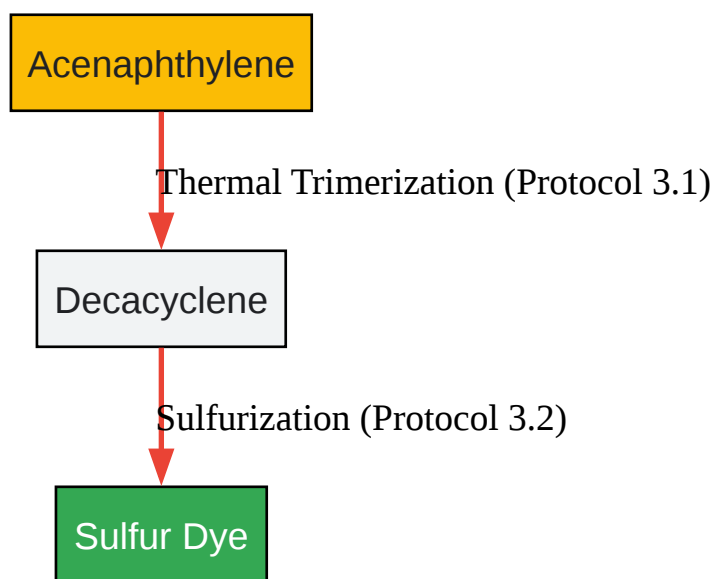 Acenaphthylene
Thermal Trimerization (Protocol 3.1)
Decacyclene
Sulfurization (Protocol 3.2)
Sulfur Dye